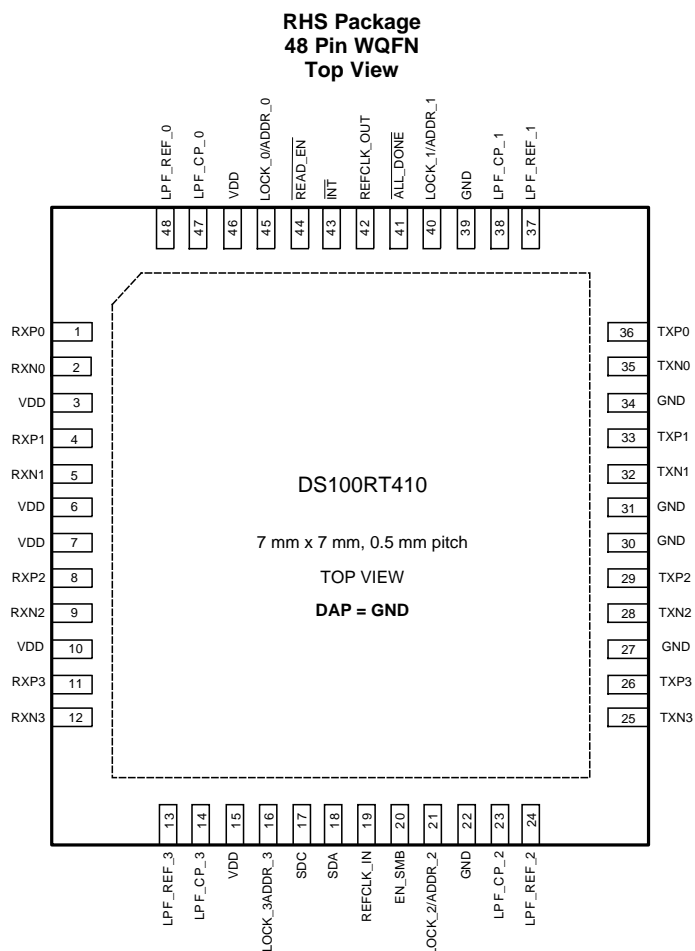 RHS Package
48 Pin WQFN
Top View
LPF_REF_0
LPF_CP_0
VDD
LOCK_0/ADDR_0
READ_EN
INT
REFCLK_OUT
ALL_DONE
LOCK_1/ADDR_1
GND
LPF_CP_1
LPF_REF_1
48
47
46
45
44
43
42
41
40
39
38
37
RXP0 1
RXN0 2
VDD 3
RXP1 4
RXN1 5
VDD 6
VDD 7
RXP2 8
RXN2 9
VDD 10
RXP3 11
RXN3 12
DS100RT410
7 mm x 7 mm, 0.5 mm pitch
TOP VIEW
DAP = GND
36 TXP0
35 TXN0
34 GND
33 TXP1
32 TXN1
31 GND
30 GND
29 TXP2
28 TXN2
27 GND
26 TXP3
25 TXN3
13
14
15
16
17
18
19
20
21
22
23
24
LPF_REF_3
LPF_CP_3
VDD
LOCK_3ADDR_3
SDC
SDA
REFCLK_IN
EN_SMB
LOCK_2/ADDR_2
GND
LPF_CP_2
LPF_REF_2